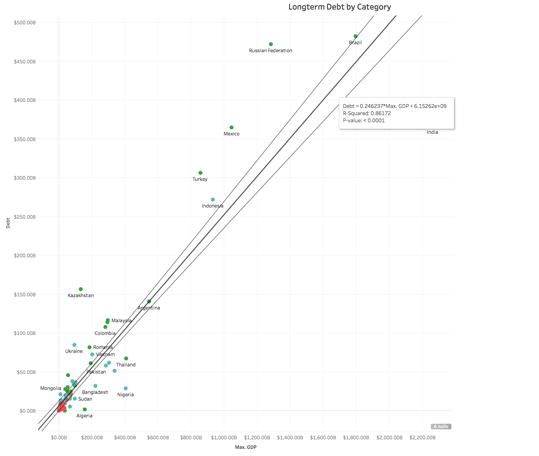 Longterm Debt by Category
$500.00B
Brazil
Russian Federation
$450.00B
$400.00B
Debt = 0.246237*Max. GDP + 6.15262e+09
R-Squared: 0.86172
P-value: < 0.0001
India
$350.00B
Mexico
$300.00B
Turkey
Indonesia
$250.00B
Debt
$200.00B
$150.00B
Kazakhstan
Argentina
Malaysia
$100.00B
Colombia
Romania
Ukraine
Vietnam
Thailand
$50.00B
Pakistan
Mongolia
Bangladesh
Nigeria
Sudan
$0.00B
Algeria
$0.00B $200.00B $400.00B $600.00B $800.00B $1,000.00B $1,200.00B $1,400.00B $1,600.00B $1,800.00B $2,000.00B $2,200.00B
Max. GDP